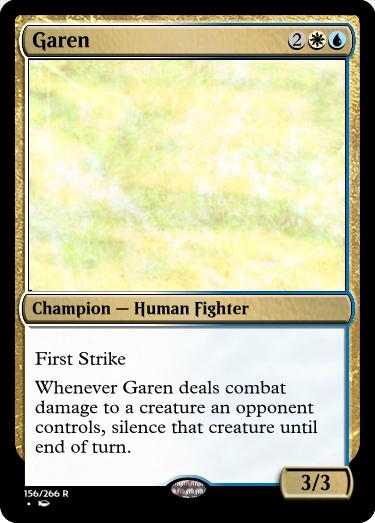 Garen 2
Champion — Human Fighter
First Strike
Whenever Garen deals combat
damage to a creature an opponent
controls, silence that creature until
end of turn.
3/3
156/266 R